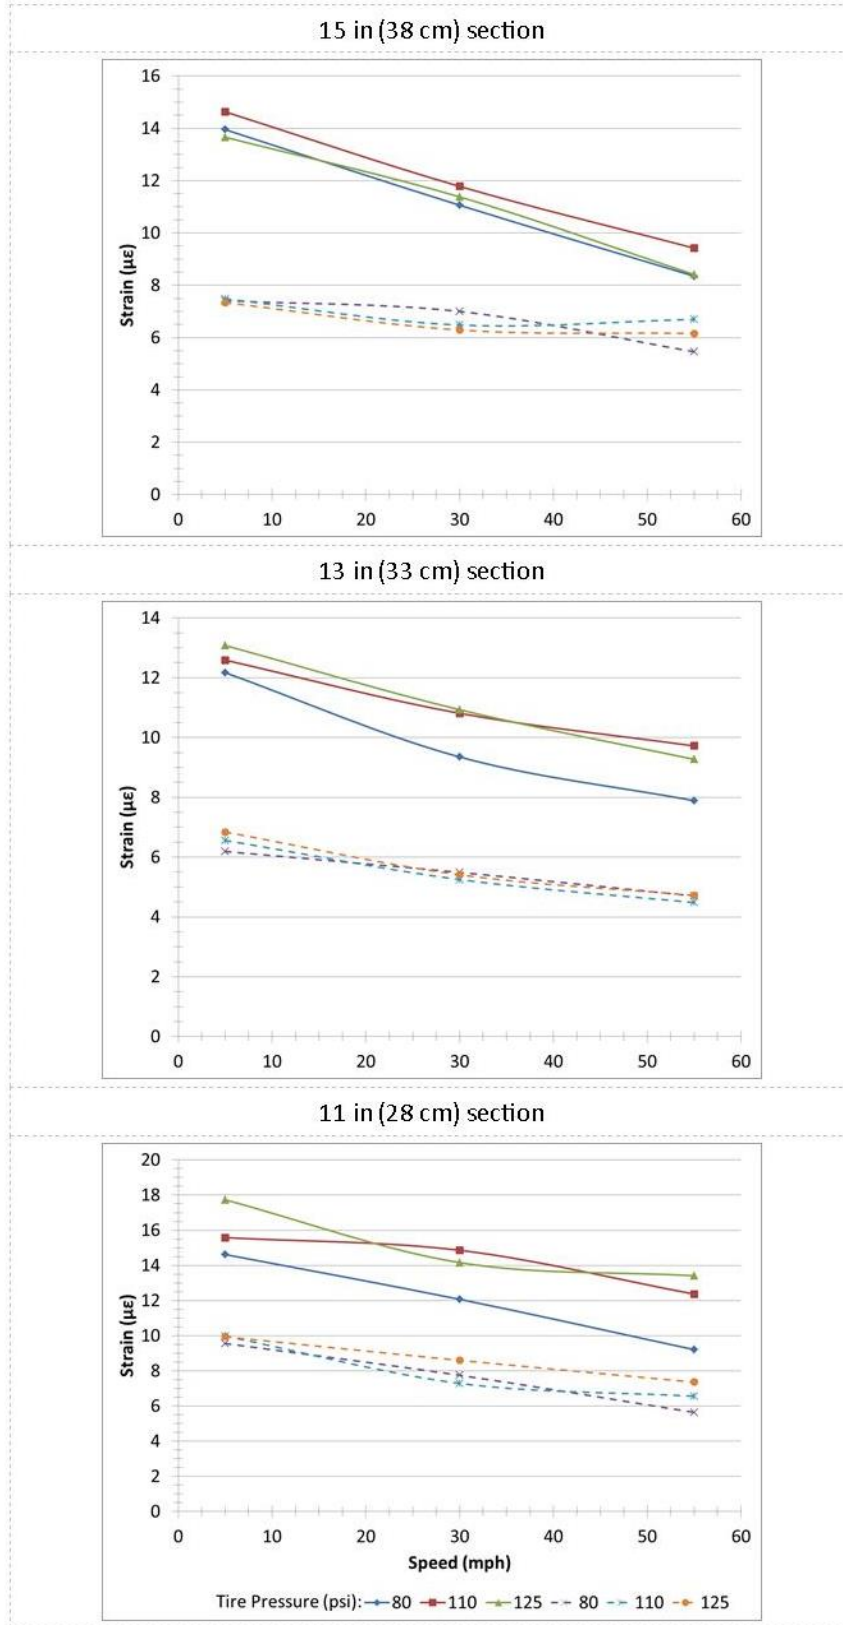 15 in (38 cm) section
16
14
12
10
8
6
4
2
0
Strain (με)
0 10 20 30 40 50 60
13 in (33 cm) section
14
12
10
8
6
4
2
0
Strain (με)
0 10 20 30 40 50 60
11 in (28 cm) section
20
18
16
14
12
10
8
6
4
2
0
Strain (με)
0 10 20 30 40 50 60
Speed (mph)
Tire Pressure (psi): 80 110 125 80 110 125